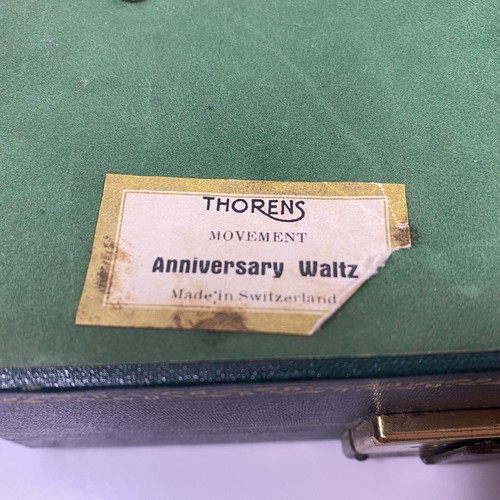 THORENS
MOVEMENT
Anniversary Waltz
Made in Switzerland